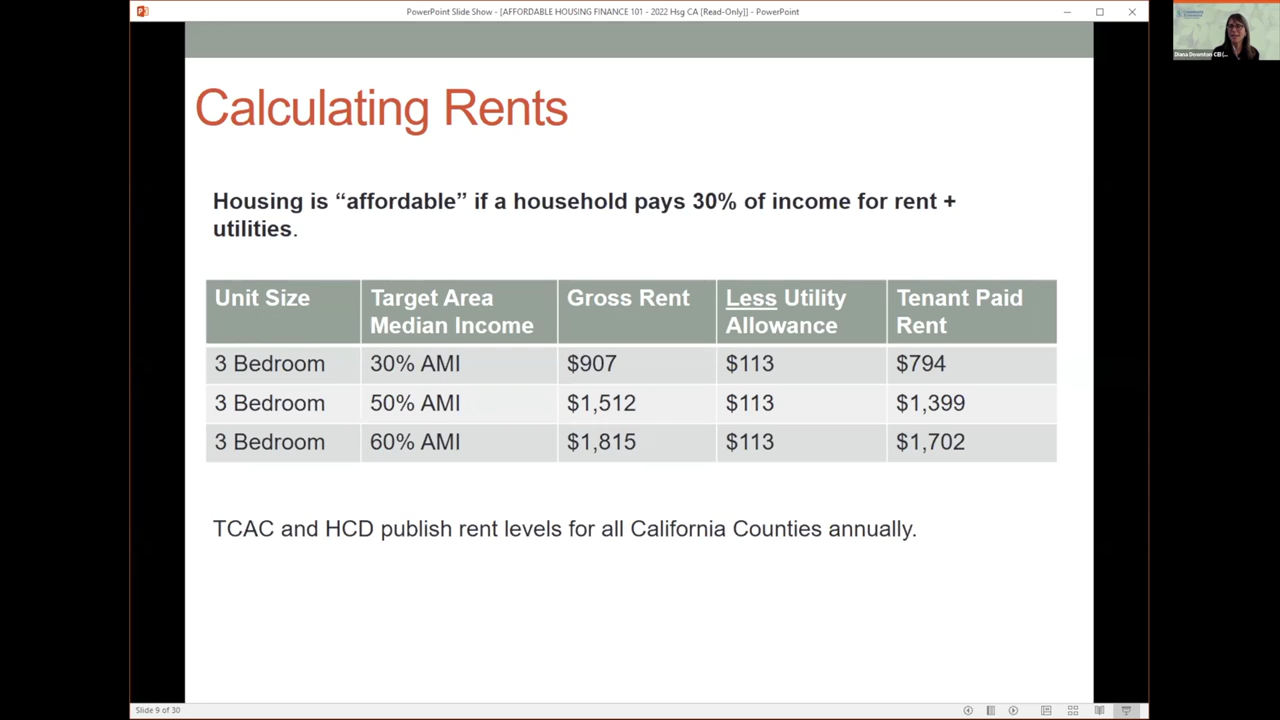 PowerPoint Slide Show - [AFFORDABLE HOUSING FINANCE 101 - 2022 Hsg CA [Read-Only]] - PowerPoint
Diana Downton CEI (...
Calculating Rents
Housing is “affordable” if a household pays 30% of income for rent +
utilities.
Unit Size Target Area Median Income Gross Rent Less Utility Allowance Tenant Paid Rent
3 Bedroom 30% AMI $907 $113 $794
3 Bedroom 50% AMI $1,512 $113 $1,399
3 Bedroom 60% AMI $1,815 $113 $1,702
TCAC and HCD publish rent levels for all California Counties annually.
Slide 9 of 30